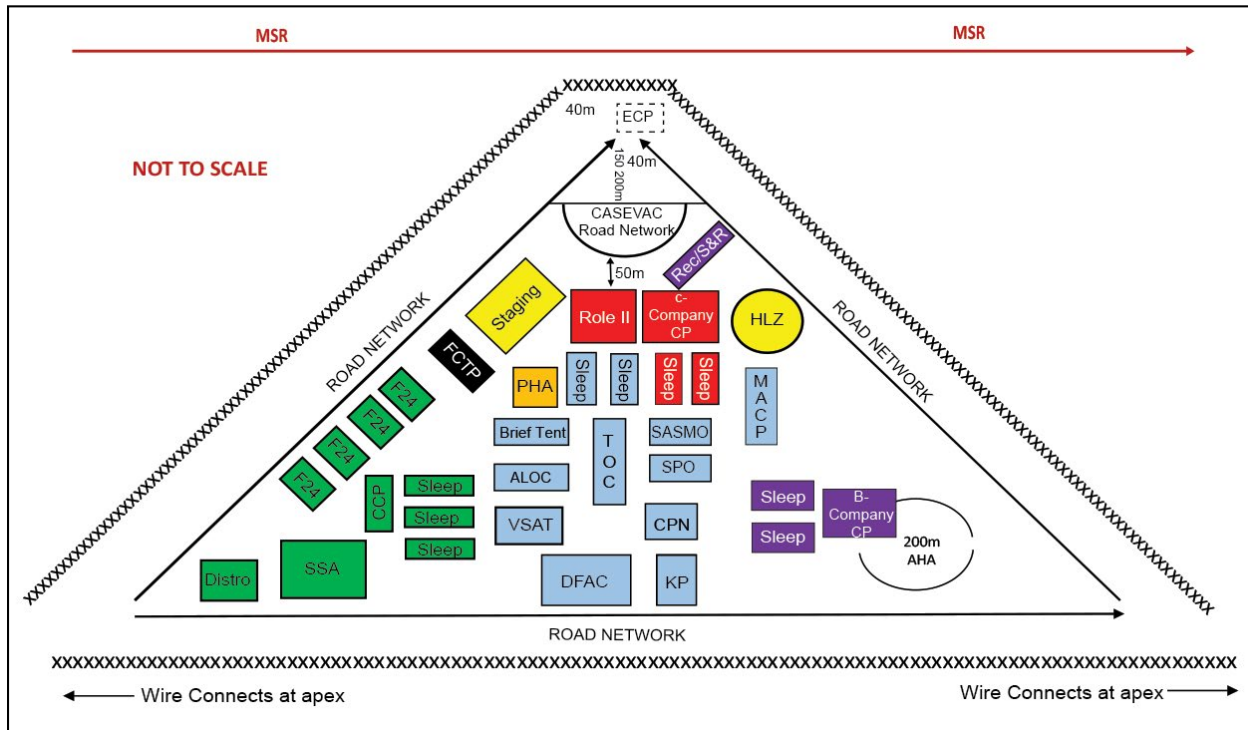 MSR
MSR
XXXXXXXXXXX
40m
ECP
NOT TO SCALE
150 200m
40m
CASEVAC
Road Network
50m
Rec/S&R
Staging
Role II
c-
Company
CP
HLZ
ROAD NETWORK
ROAD NETWORK
FCTP
PHA
Sleep
Sleep
Sleep
Sleep
MACP
F24
F24
F24
F24
Brief Tent
TOC
SASMO
ALOC
SPO
CCP
Sleep
Sleep
Sleep
VSAT
CPN
Sleep
Sleep
B-
Company
CP
200m
AHA
Distro
SSA
DFAC
KP
ROAD NETWORK
Wire Connects at apex
Wire Connects at apex